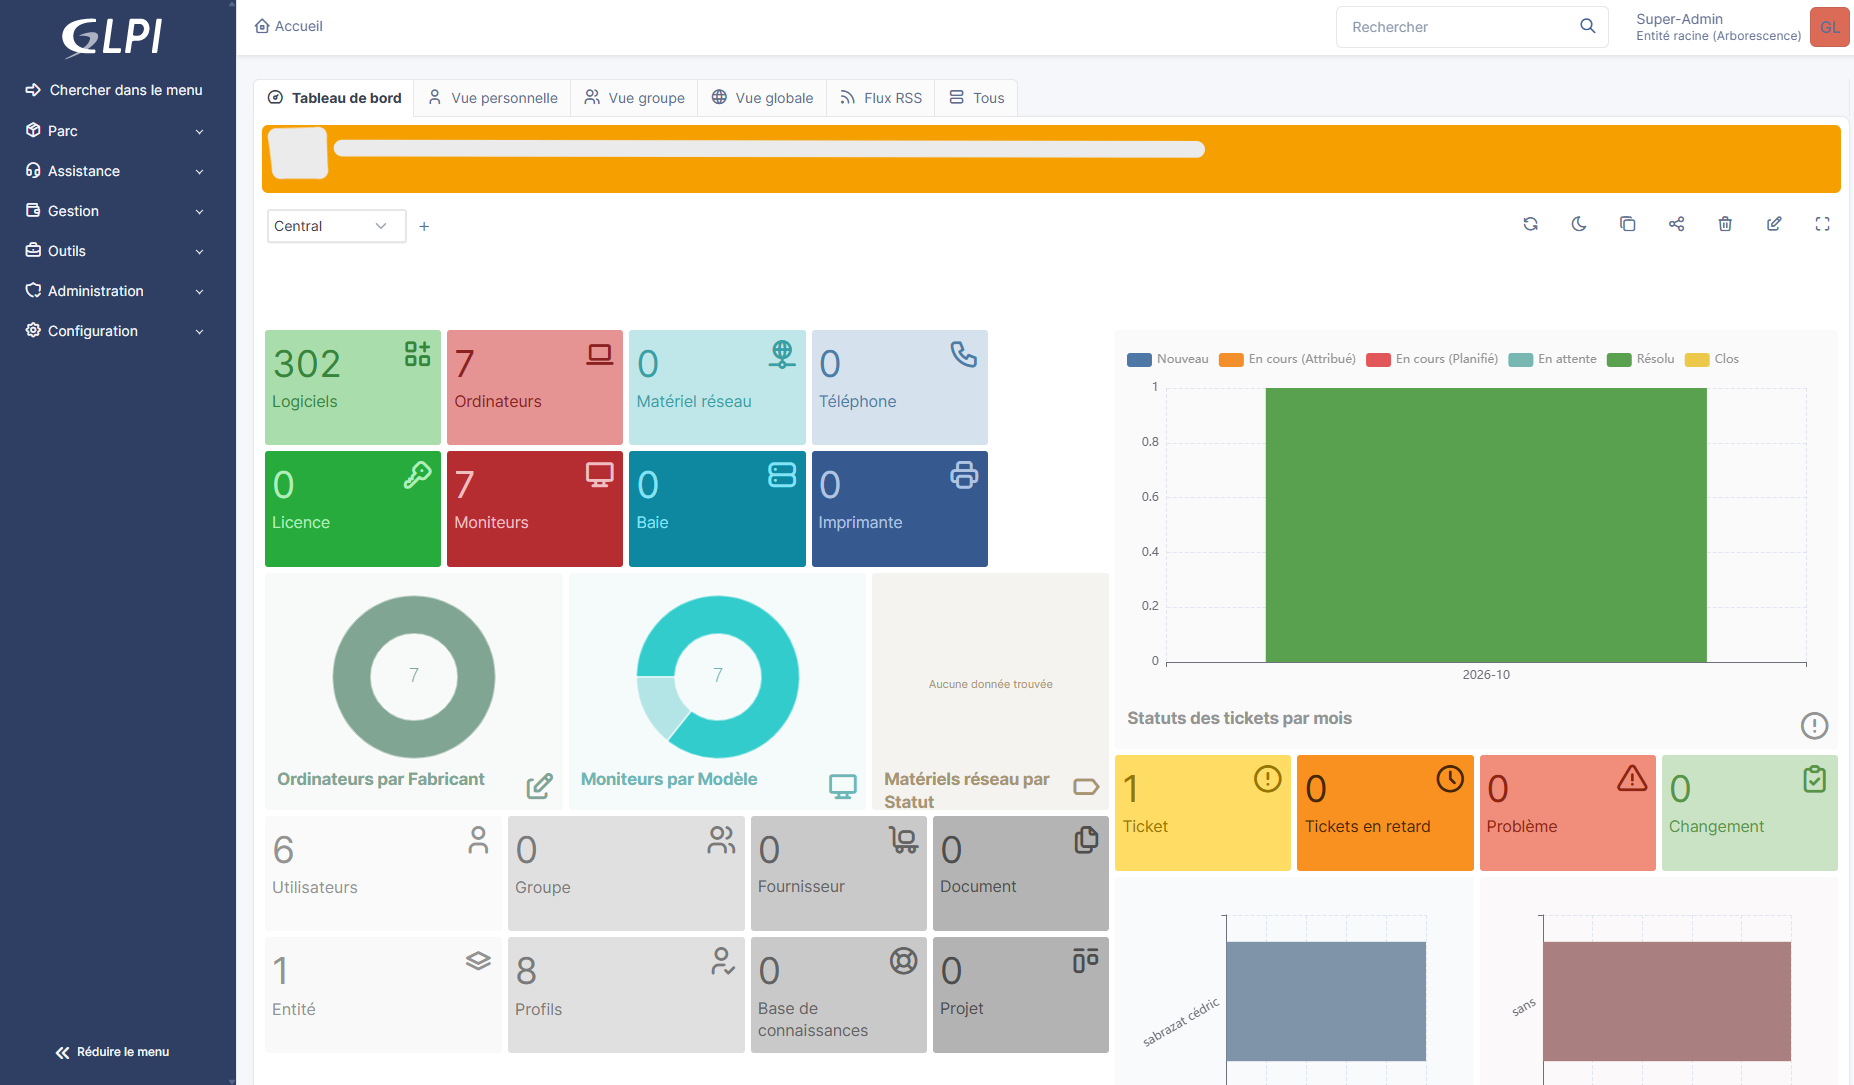 GLPI
Accueil
Rechercher
Super-Admin
Entité racine (Arborescence)
GL
Chercher dans le menu
Parc
Assistance
Gestion
Outils
Administration
Configuration
Réduire le menu
Tableau de bord
Vue personnelle
Vue groupe
Vue globale
Flux RSS
Tous
Central
+
302
Logiciels
7
Ordinateurs
0
Matériel réseau
0
Téléphone
0
Licence
7
Moniteurs
0
Baie
0
Imprimante
7
Ordinateurs par Fabricant
7
Moniteurs par Modèle
Aucune donnée trouvée
Matériels réseau par
Statut
6
Utilisateurs
0
Groupe
0
Fournisseur
0
Document
1
Entité
8
Profils
0
Base de
connaissances
0
Projet
Nouveau
En cours (Attribué)
En cours (Planifié)
En attente
Résolu
Clos
1
0.8
0.6
0.4
0.2
0
2026-10
Statuts des tickets par mois
1
Ticket
0
Tickets en retard
0
Problème
0
Changement
sabrazat cédric
sans